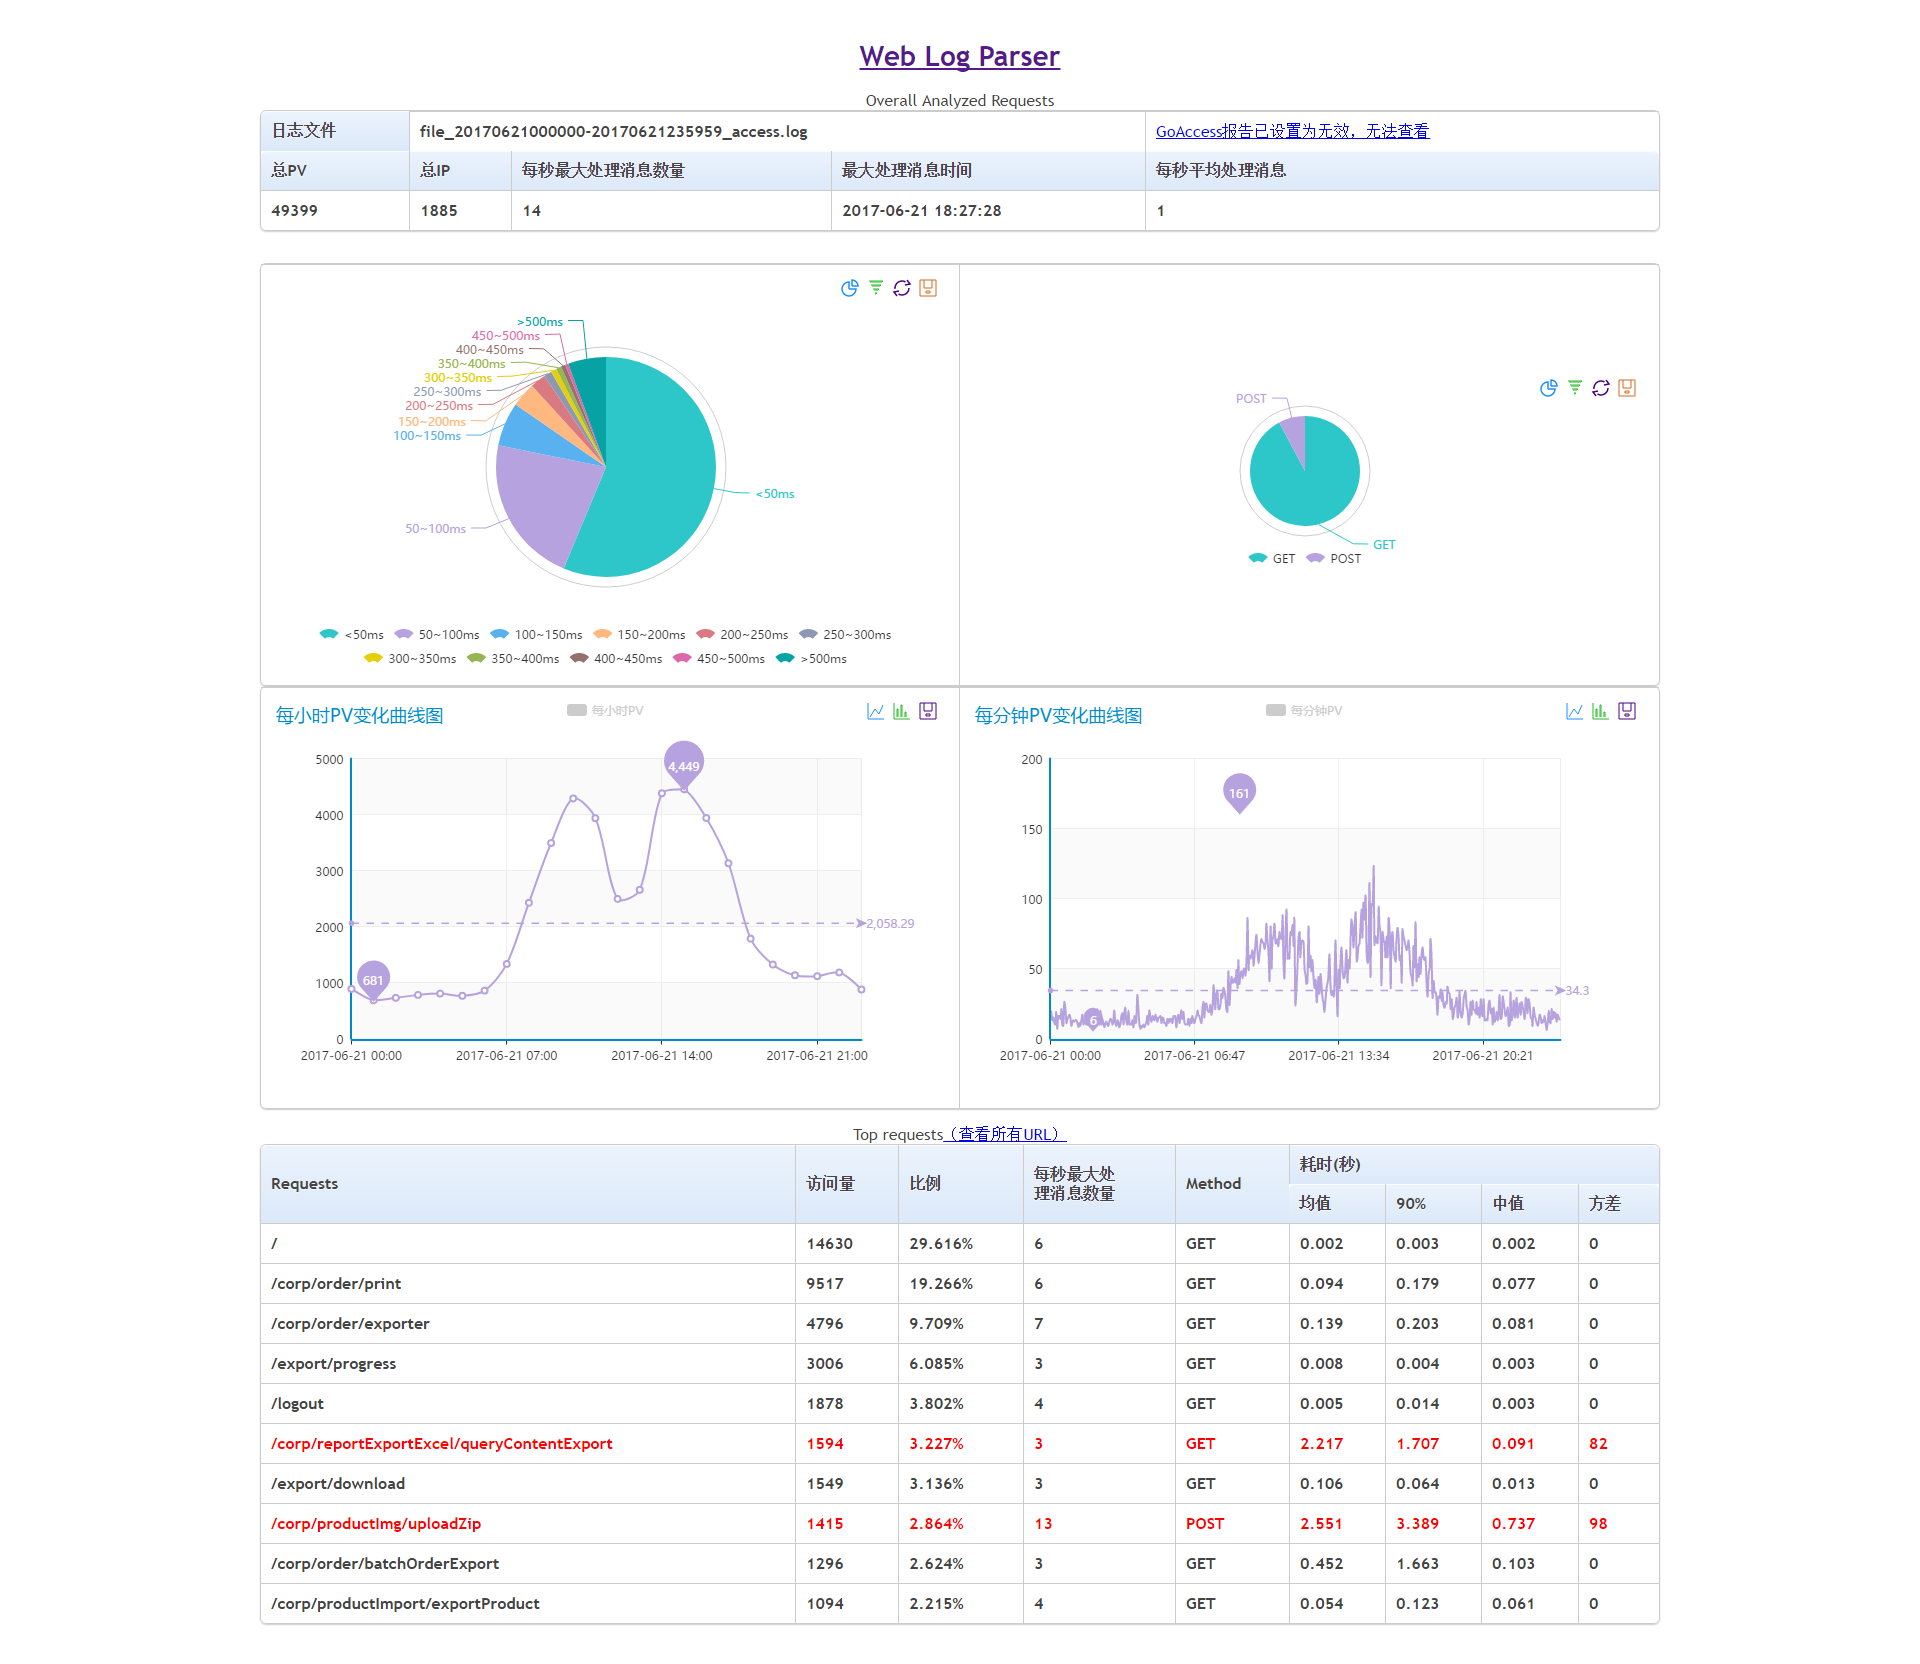 Web Log Parser
Overall Analyzed Requests
日志文件 file_20170621000000-20170621235959_access.log GoAccess报告已设置为无效，无法查看
总PV 总IP 每秒最大处理消息数量 最大处理消息时间 每秒平均处理消息
49399 1885 14 2017-06-21 18:27:28 1
>500ms
450~500ms
400~450ms
350~400ms
300~350ms
250~300ms
200~250ms
150~200ms
100~150ms
<50ms
50~100ms
<50ms 50~100ms 100~150ms 150~200ms 200~250ms 250~300ms
300~350ms 350~400ms 400~450ms 450~500ms >500ms
POST
GET
GET POST
每小时PV变化曲线图 每小时PV
5000
4000
3000
2000
1000
0
4,449
681
2,058.29
2017-06-21 00:00 2017-06-21 07:00 2017-06-21 14:00 2017-06-21 21:00
每分钟PV变化曲线图 每分钟PV
200
150
100
50
0
161
6
34.3
2017-06-21 00:00 2017-06-21 06:47 2017-06-21 13:34 2017-06-21 20:21
Top requests（查看所有URL）
Requests 访问量 比例 每秒最大处理消息数量 Method 耗时(秒)
均值 90% 中值 方差
/ 14630 29.616% 6 GET 0.002 0.003 0.002 0
/corp/order/print 9517 19.266% 6 GET 0.094 0.179 0.077 0
/corp/order/exporter 4796 9.709% 7 GET 0.139 0.203 0.081 0
/export/progress 3006 6.085% 3 GET 0.008 0.004 0.003 0
/logout 1878 3.802% 4 GET 0.005 0.014 0.003 0
/corp/reportExportExcel/queryContentExport 1594 3.227% 3 GET 2.217 1.707 0.091 82
/export/download 1549 3.136% 3 GET 0.106 0.064 0.013 0
/corp/productImg/uploadZip 1415 2.864% 13 POST 2.551 3.389 0.737 98
/corp/order/batchOrderExport 1296 2.624% 3 GET 0.452 1.663 0.103 0
/corp/productImport/exportProduct 1094 2.215% 4 GET 0.054 0.123 0.061 0